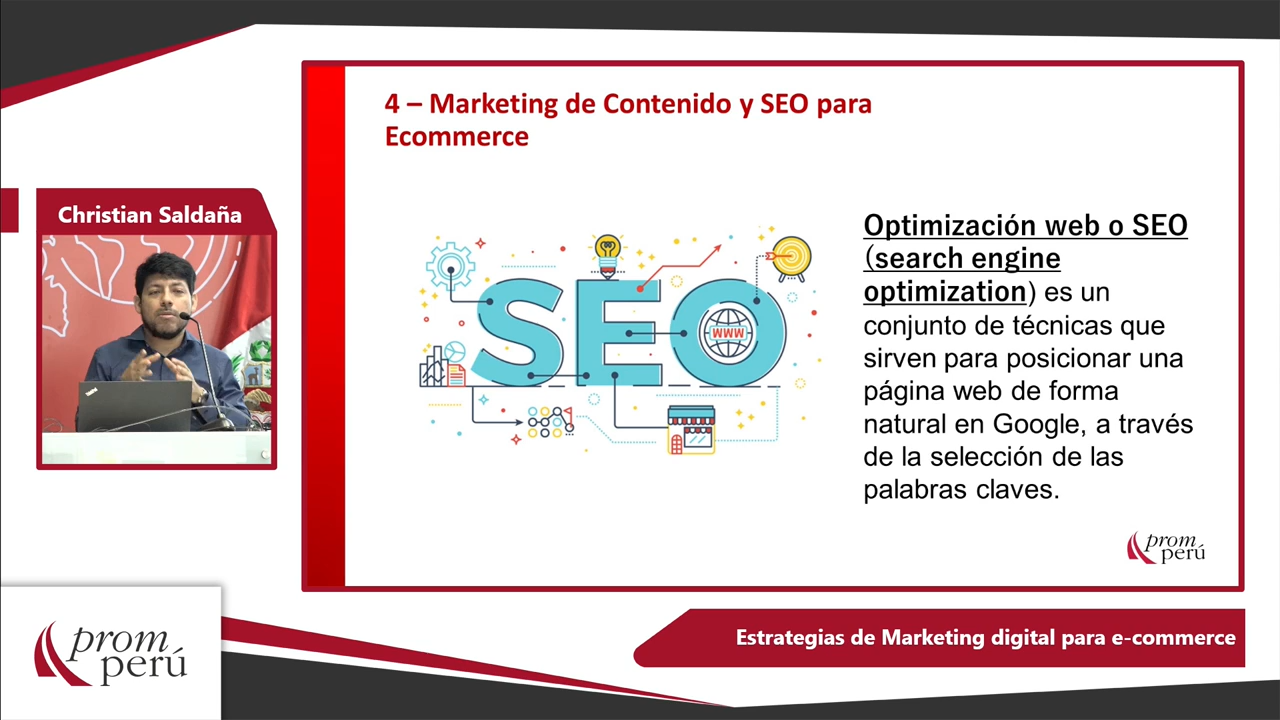 4 – Marketing de Contenido y SEO para
Ecommerce
Christian Saldaña
SEO
WWW
Optimización web o SEO
(search engine
optimization) es un
conjunto de técnicas que
sirven para posicionar una
página web de forma
natural en Google, a través
de la selección de las
palabras claves.
prom
perú
Estrategias de Marketing digital para e-commerce
prom
perú